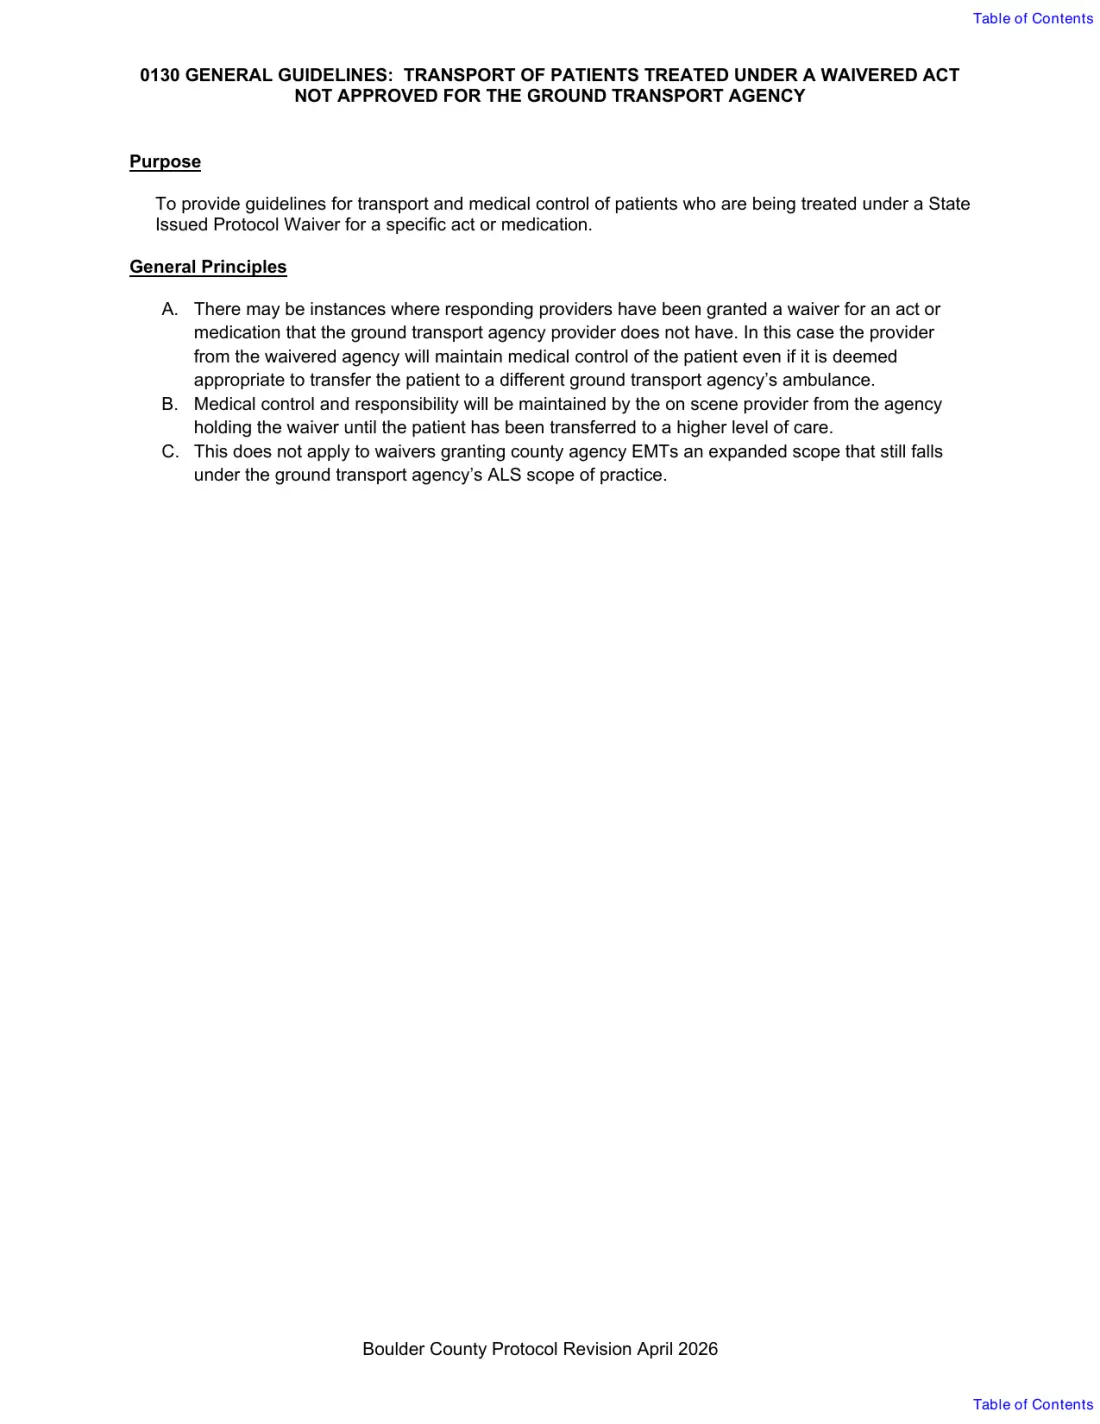 Table of Contents
0130 GENERAL GUIDELINES:  TRANSPORT OF PATIENTS TREATED UNDER A WAIVERED ACT
NOT APPROVED FOR THE GROUND TRANSPORT AGENCY
Purpose
To provide guidelines for transport and medical control of patients who are being treated under a State
Issued Protocol Waiver for a specific act or medication.
General Principles
A. There may be instances where responding providers have been granted a waiver for an act or
medication that the ground transport agency provider does not have. In this case the provider
from the waivered agency will maintain medical control of the patient even if it is deemed
appropriate to transfer the patient to a different ground transport agency’s ambulance.
B. Medical control and responsibility will be maintained by the on scene provider from the agency
holding the waiver until the patient has been transferred to a higher level of care.
C. This does not apply to waivers granting county agency EMTs an expanded scope that still falls
under the ground transport agency’s ALS scope of practice.
Boulder County Protocol Revision April 2026
Table of Contents